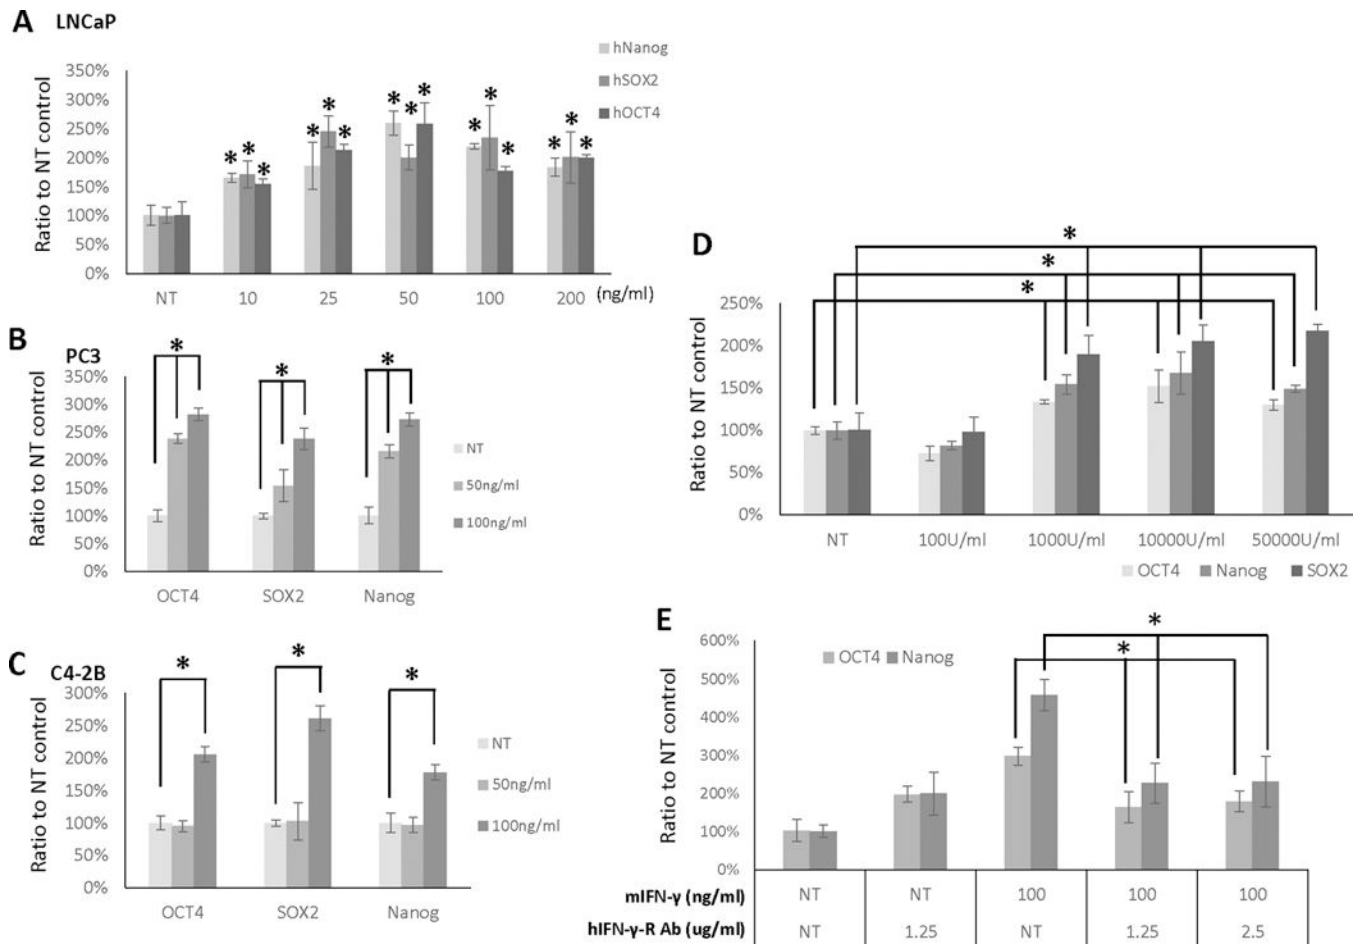 A LNCaP
Ratio to NT control
350%
300%
250%
200%
150%
100%
50%
0%
* * * * * * * * * * * * * * *
NT 10 25 50 100 200 (ng/ml)
hNanog
hSOX2
hOCT4
B PC3
Ratio to NT control
350%
300%
250%
200%
150%
100%
50%
0%
* * *
OCT4 SOX2 Nanog
NT
50ng/ml
100ng/ml
C C4-2B
Ratio to NT control
300%
250%
200%
150%
100%
50%
0%
* * *
OCT4 SOX2 Nanog
NT
50ng/ml
100ng/ml
D
Ratio to NT control
250%
200%
150%
100%
50%
0%
*
*
*
NT 100U/ml 1000U/ml 10000U/ml 50000U/ml
OCT4 Nanog SOX2
E
Ratio to NT control
600%
500%
400%
300%
200%
100%
0%
OCT4 Nanog
*
*
mIFN-γ (ng/ml) NT NT 100 100 100
hIFN-γ-R Ab (ug/ml) NT 1.25 NT 1.25 2.5